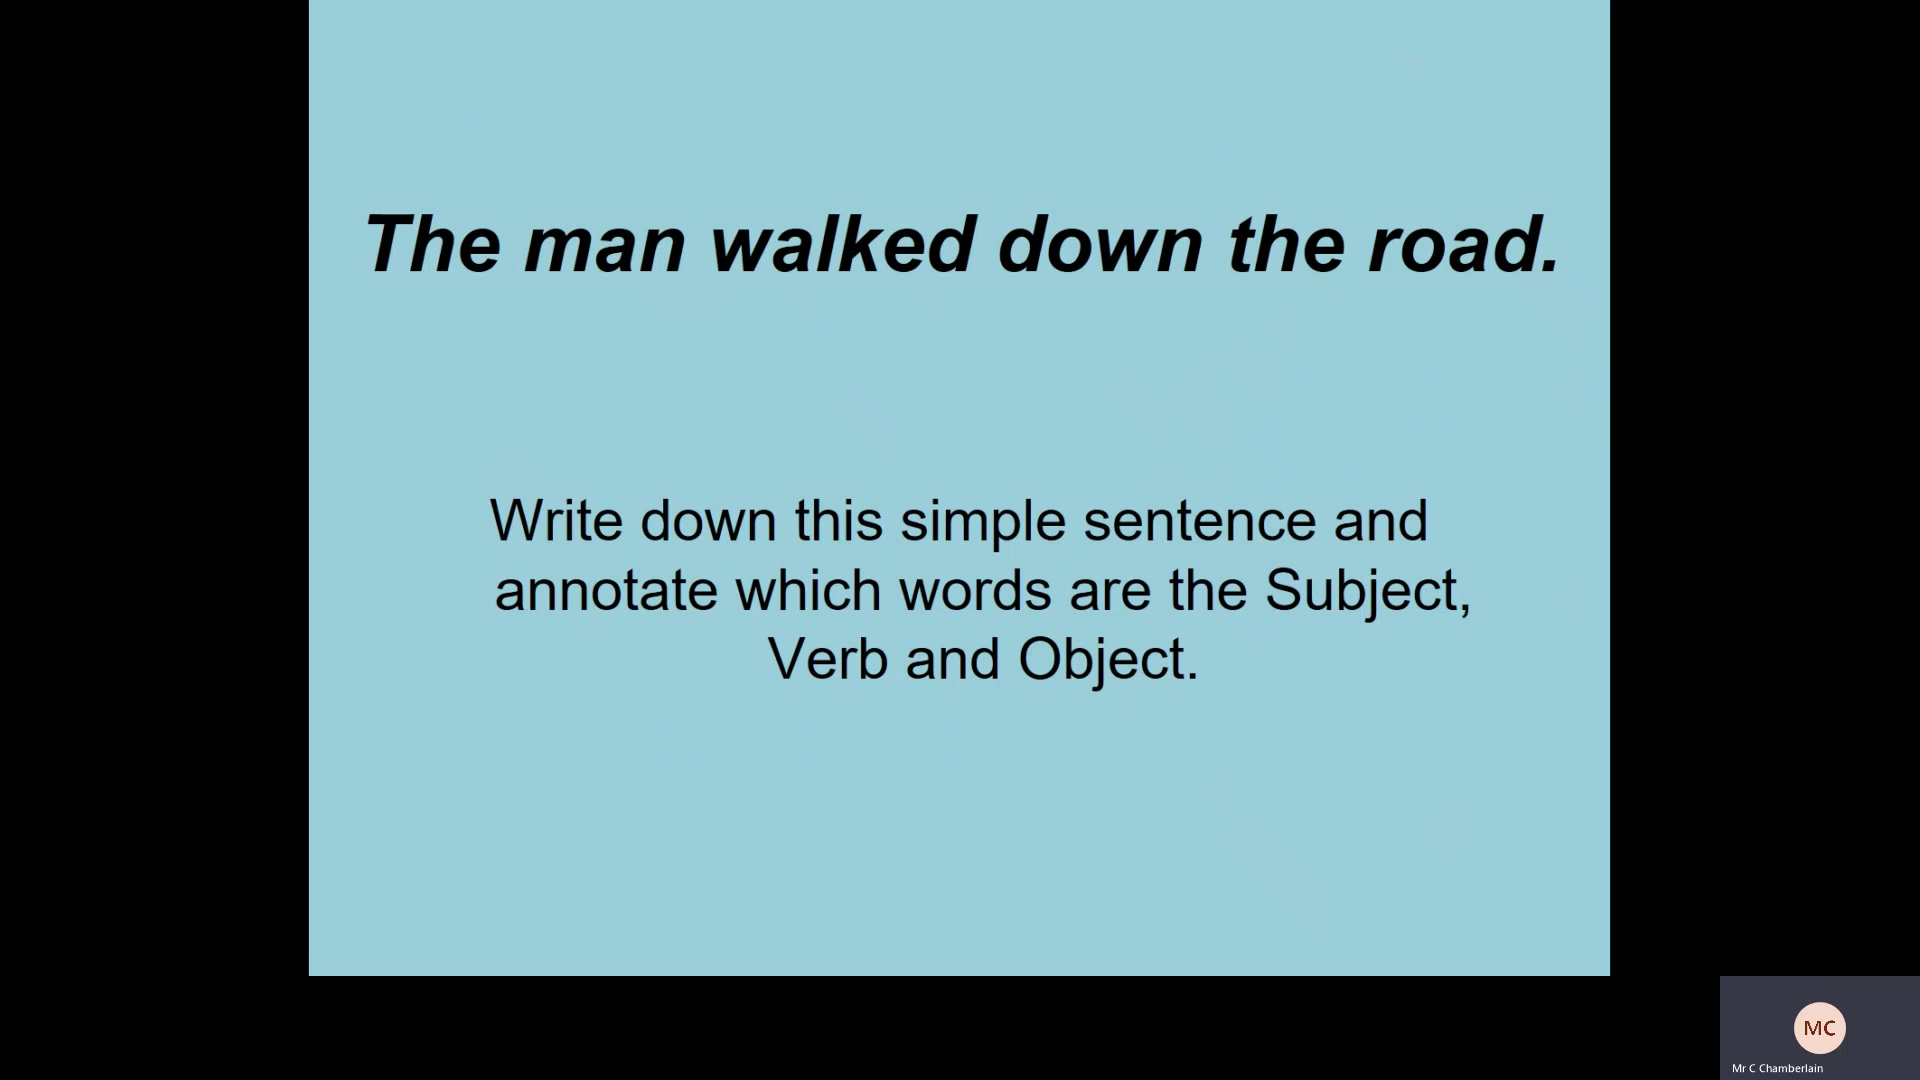 The man walked down the road.
Write down this simple sentence and
annotate which words are the Subject,
Verb and Object.
MC
Mr C Chamberlain